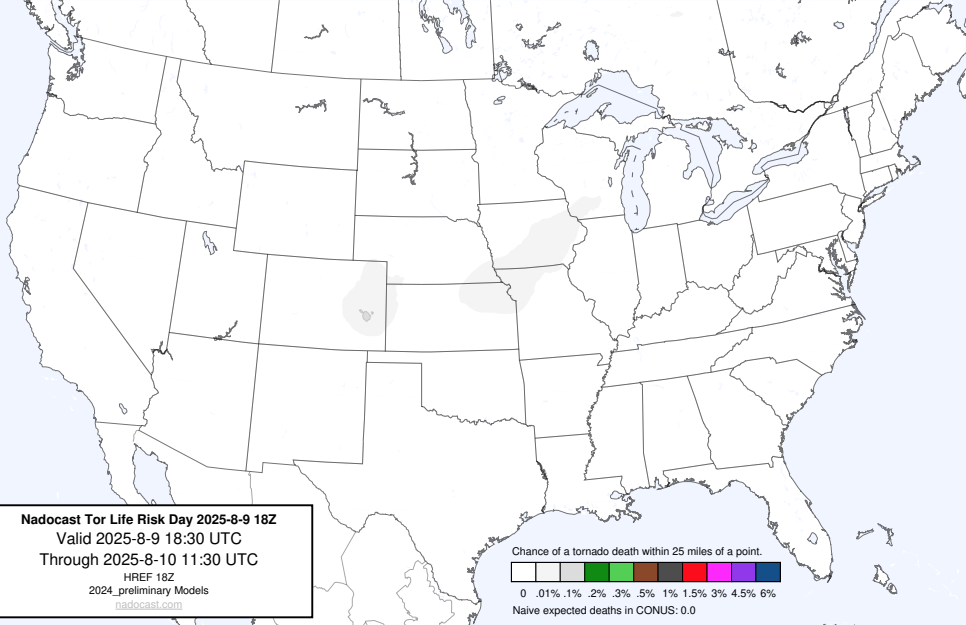 Nadocast Tor Life Risk Day 2025-8-9 18Z
Valid 2025-8-9 18:30 UTC
Through 2025-8-10 11:30 UTC
HREF 18Z
2024_preliminary Models
nadocast.com
Chance of a tornado death within 25 miles of a point.
0 .01% .1% .2% .3% .5% 1% 1.5% 3% 4.5% 6%
Naive expected deaths in CONUS: 0.0